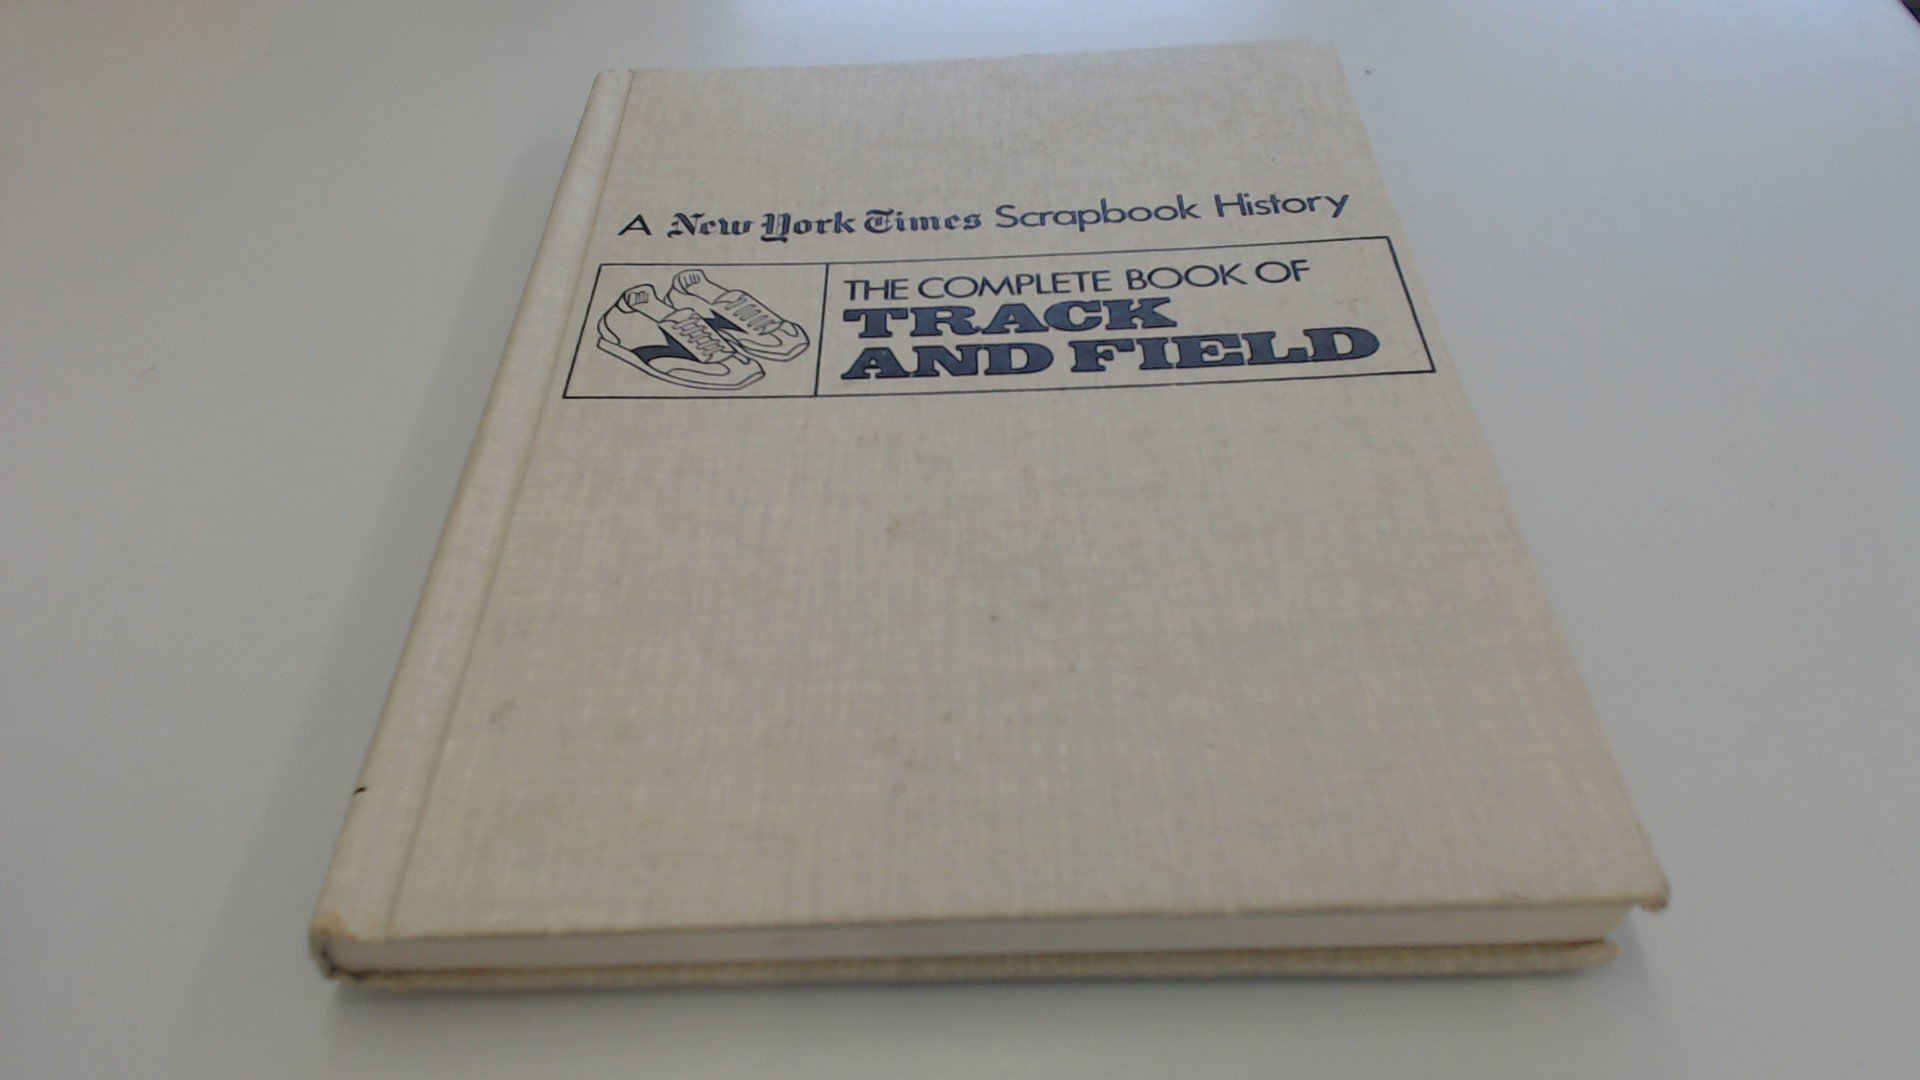 A New York Times Scrapbook History
THE COMPLETE BOOK OF
TRACK
AND FIELD